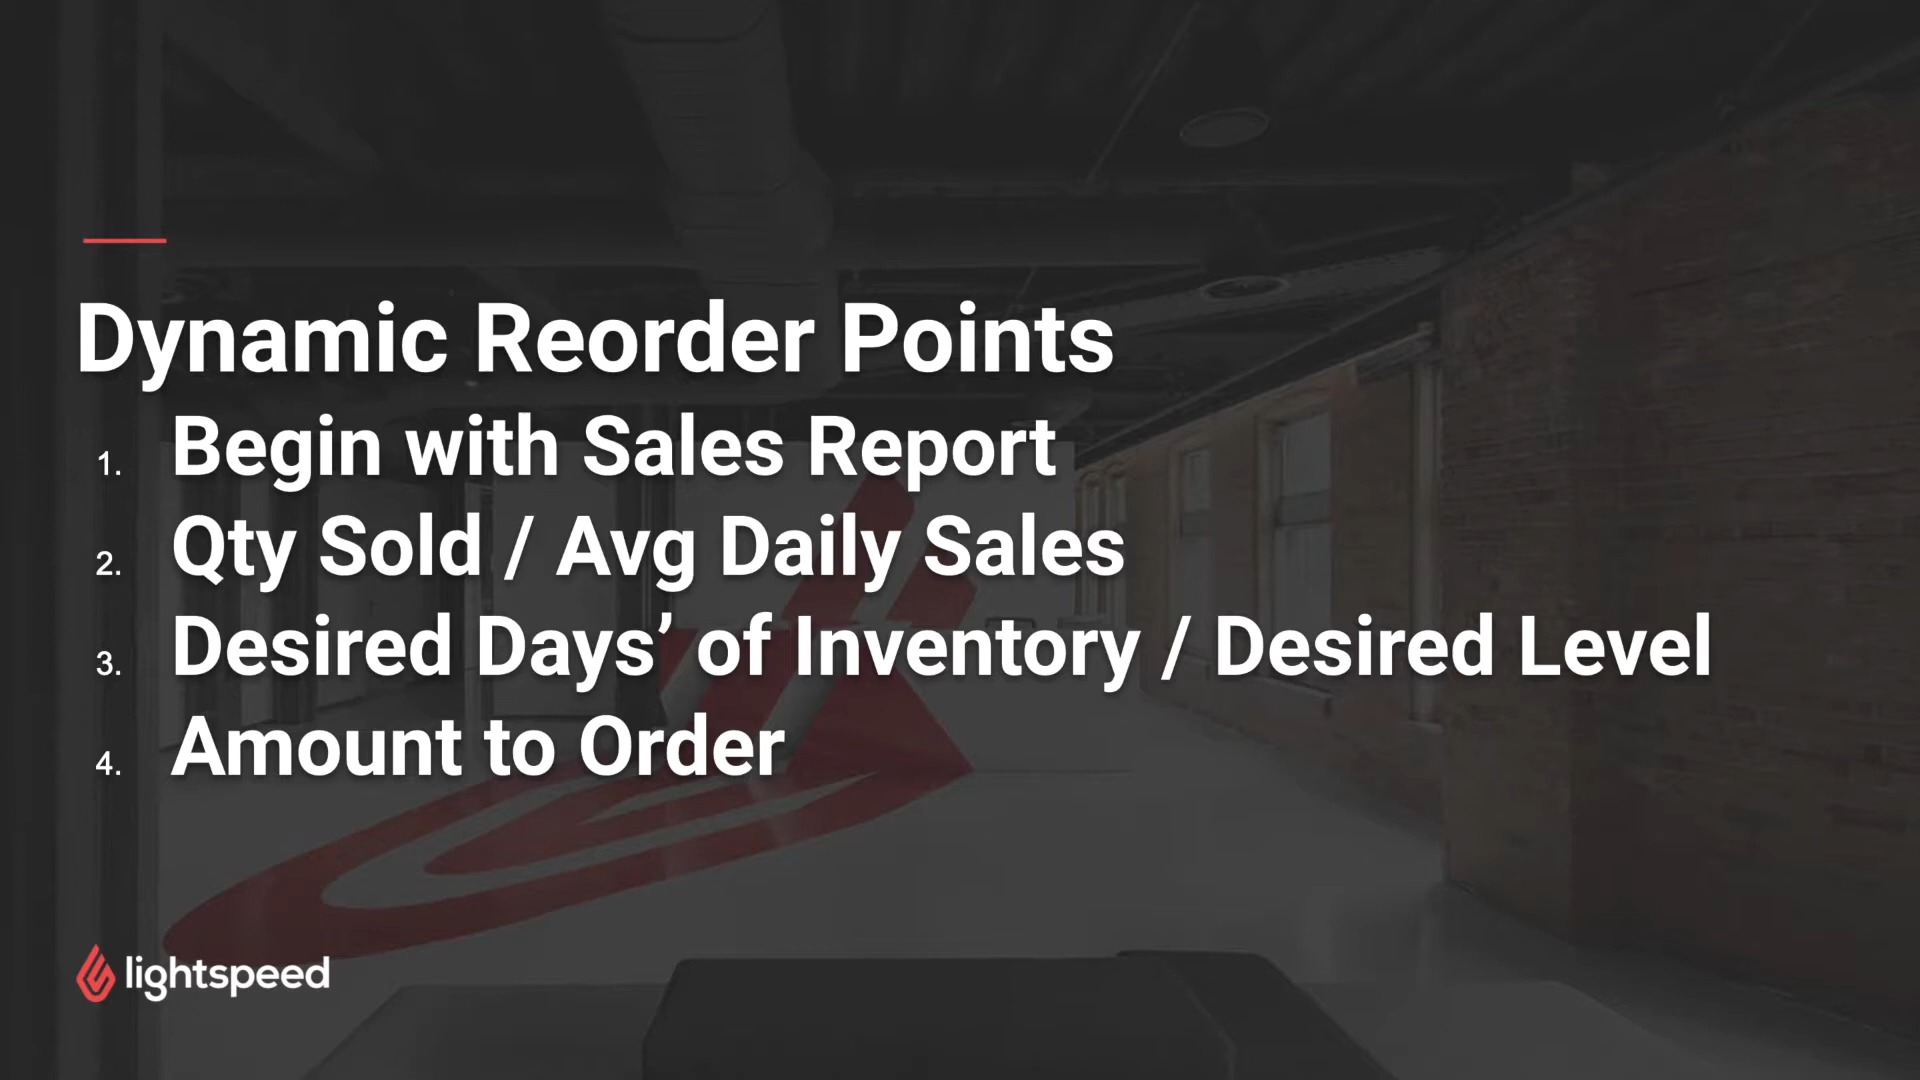 Dynamic Reorder Points
1. Begin with Sales Report
2. Qty Sold / Avg Daily Sales
3. Desired Days’ of Inventory / Desired Level
4. Amount to Order
lightspeed